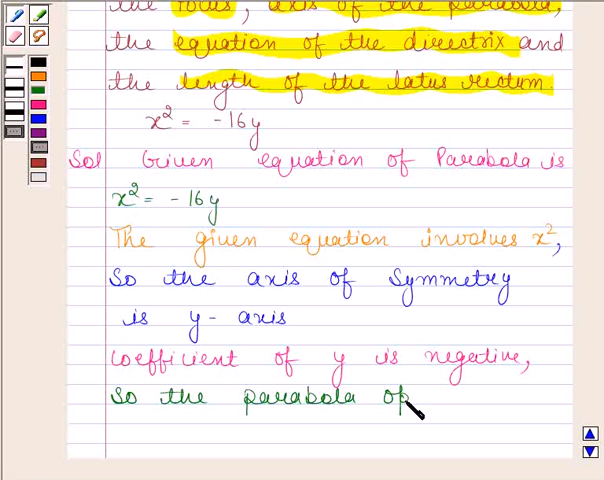 the focus, axis of the parabola,
the equation of the directrix and
the length of the latus rectum.
x² = -16y
Sol Given equation of Parabola is
x² = -16y
The given equation involves x²,
So the axis of Symmetry
is y-axis
Coefficient of y is negative,
So the parabola op